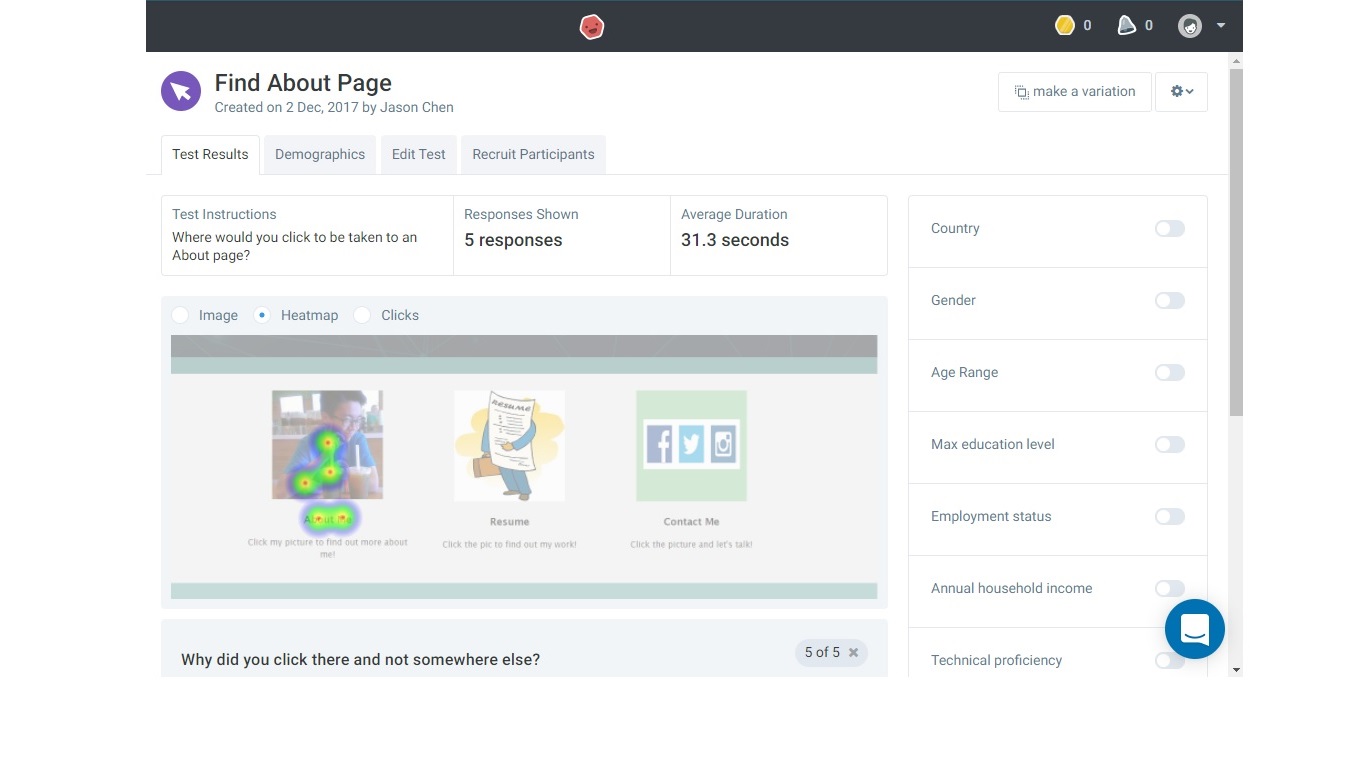 0 0
Find About Page
Created on 2 Dec, 2017 by Jason Chen
make a variation
Test Results Demographics Edit Test Recruit Participants
Test Instructions
Where would you click to be taken to an
About page?
Responses Shown
5 responses
Average Duration
31.3 seconds
Image Heatmap Clicks
RESUME
About Me
Click my picture to find out more about
me!
Resume
Click the pic to find out my work!
Contact Me
Click the picture and let's talk!
Why did you click there and not somewhere else?
5 of 5
Country
Gender
Age Range
Max education level
Employment status
Annual household income
Technical proficiency